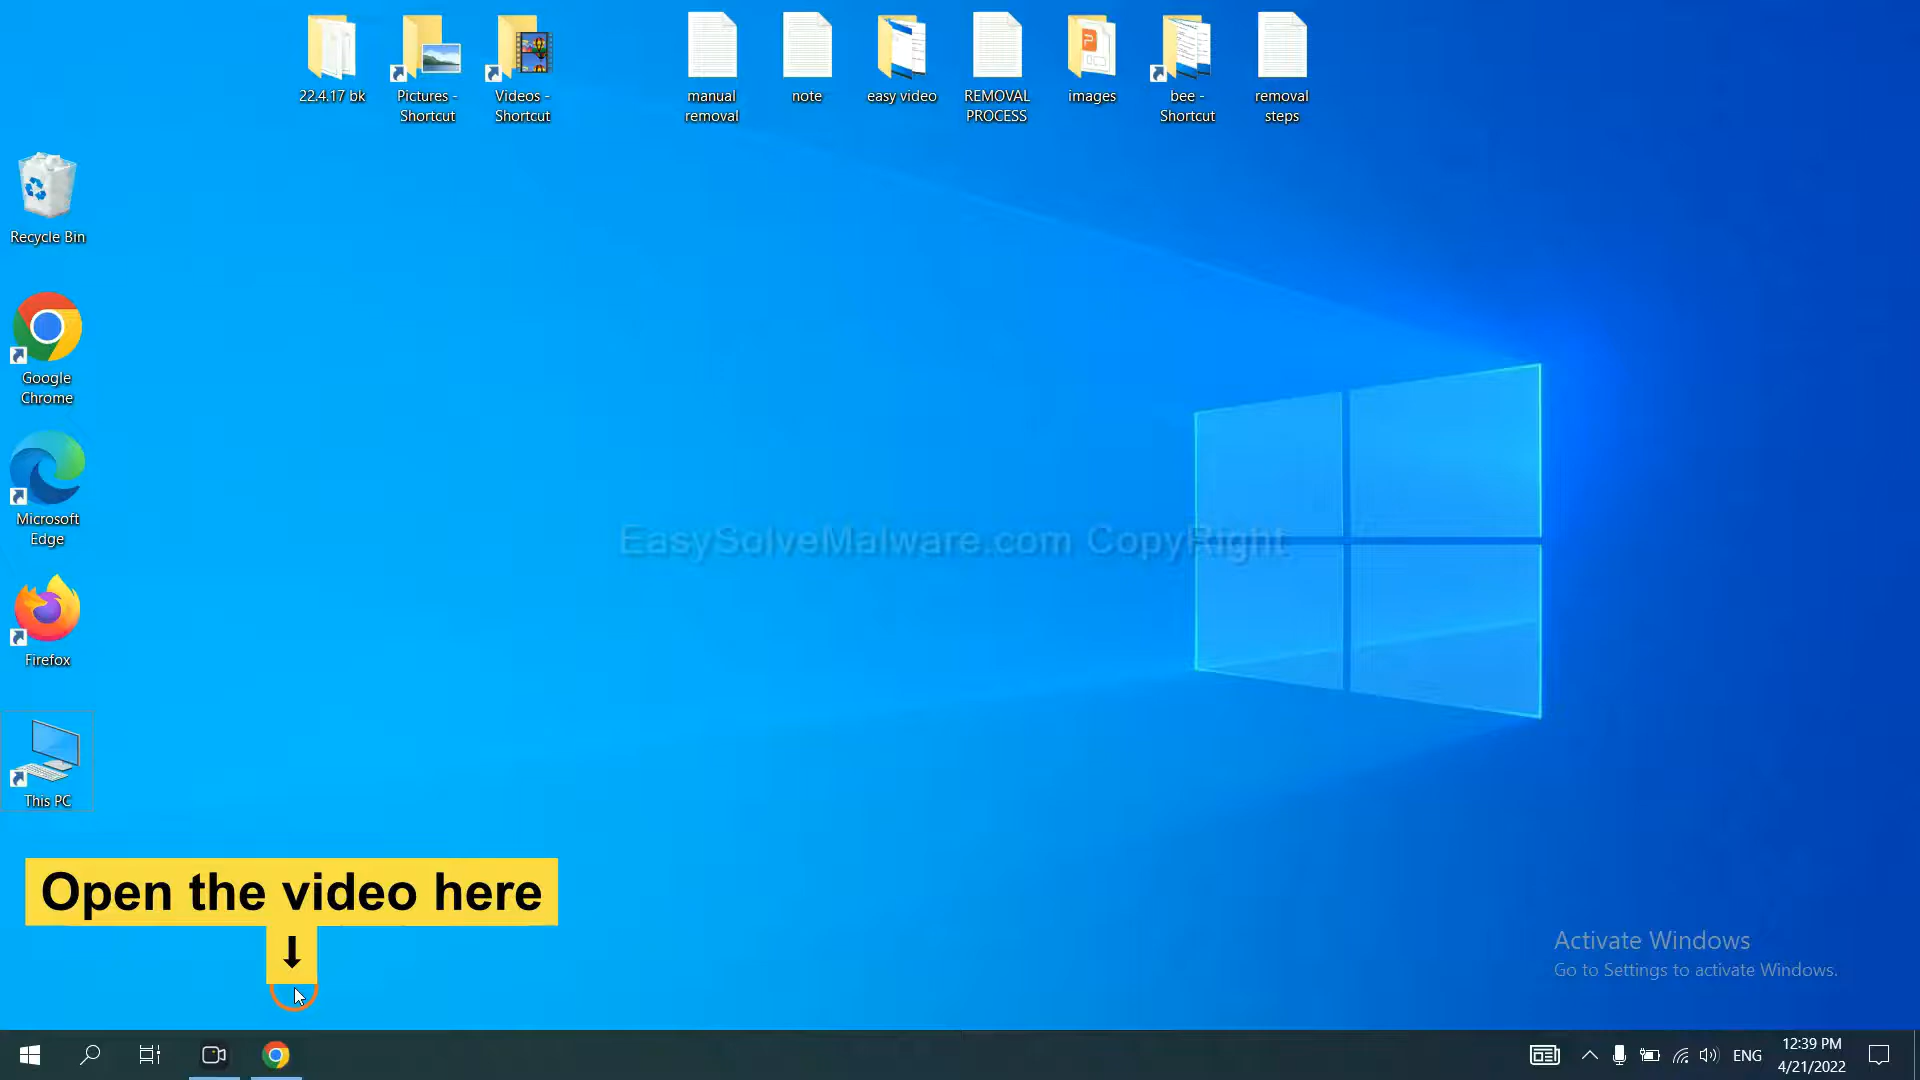 22.4.17 bk
Pictures -
Shortcut
Videos -
Shortcut
manual
removal
note
easy video
REMOVAL
PROCESS
images
bee -
Shortcut
removal
steps
Recycle Bin
Google
Chrome
Microsoft
Edge
EasySolveMalware.com CopyRight
Firefox
This PC
Open the video here
Activate Windows
Go to Settings to activate Windows.
ENG
12:39 PM
4/21/2022